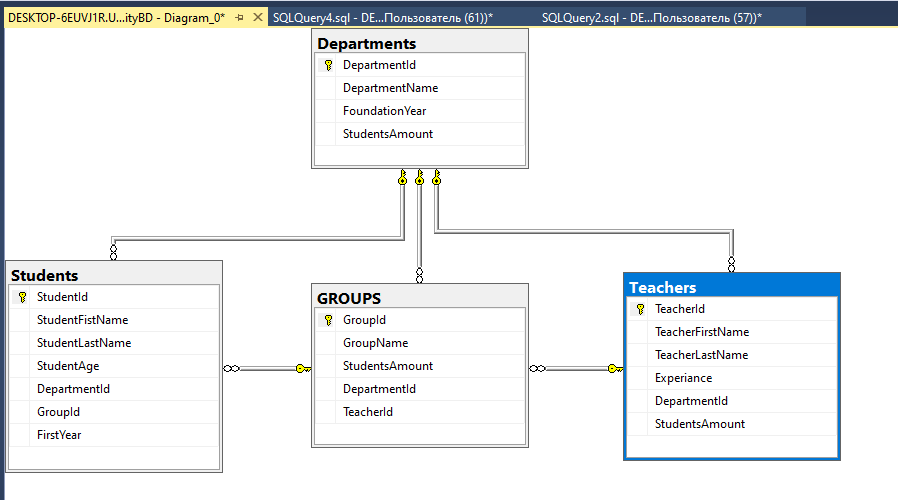 DESKTOP-6EUVJ1R.U...ityBD - Diagram_0*
SQLQuery4.sql - DE...Пользователь (61))*
SQLQuery2.sql - DE...Пользователь (57))*
Departments
DepartmentId
DepartmentName
FoundationYear
StudentsAmount
Students
StudentId
StudentFistName
StudentLastName
StudentAge
DepartmentId
GroupId
FirstYear
GROUPS
GroupId
GroupName
StudentsAmount
DepartmentId
TeacherId
Teachers
TeacherId
TeacherFirstName
TeacherLastName
Experiance
DepartmentId
StudentsAmount